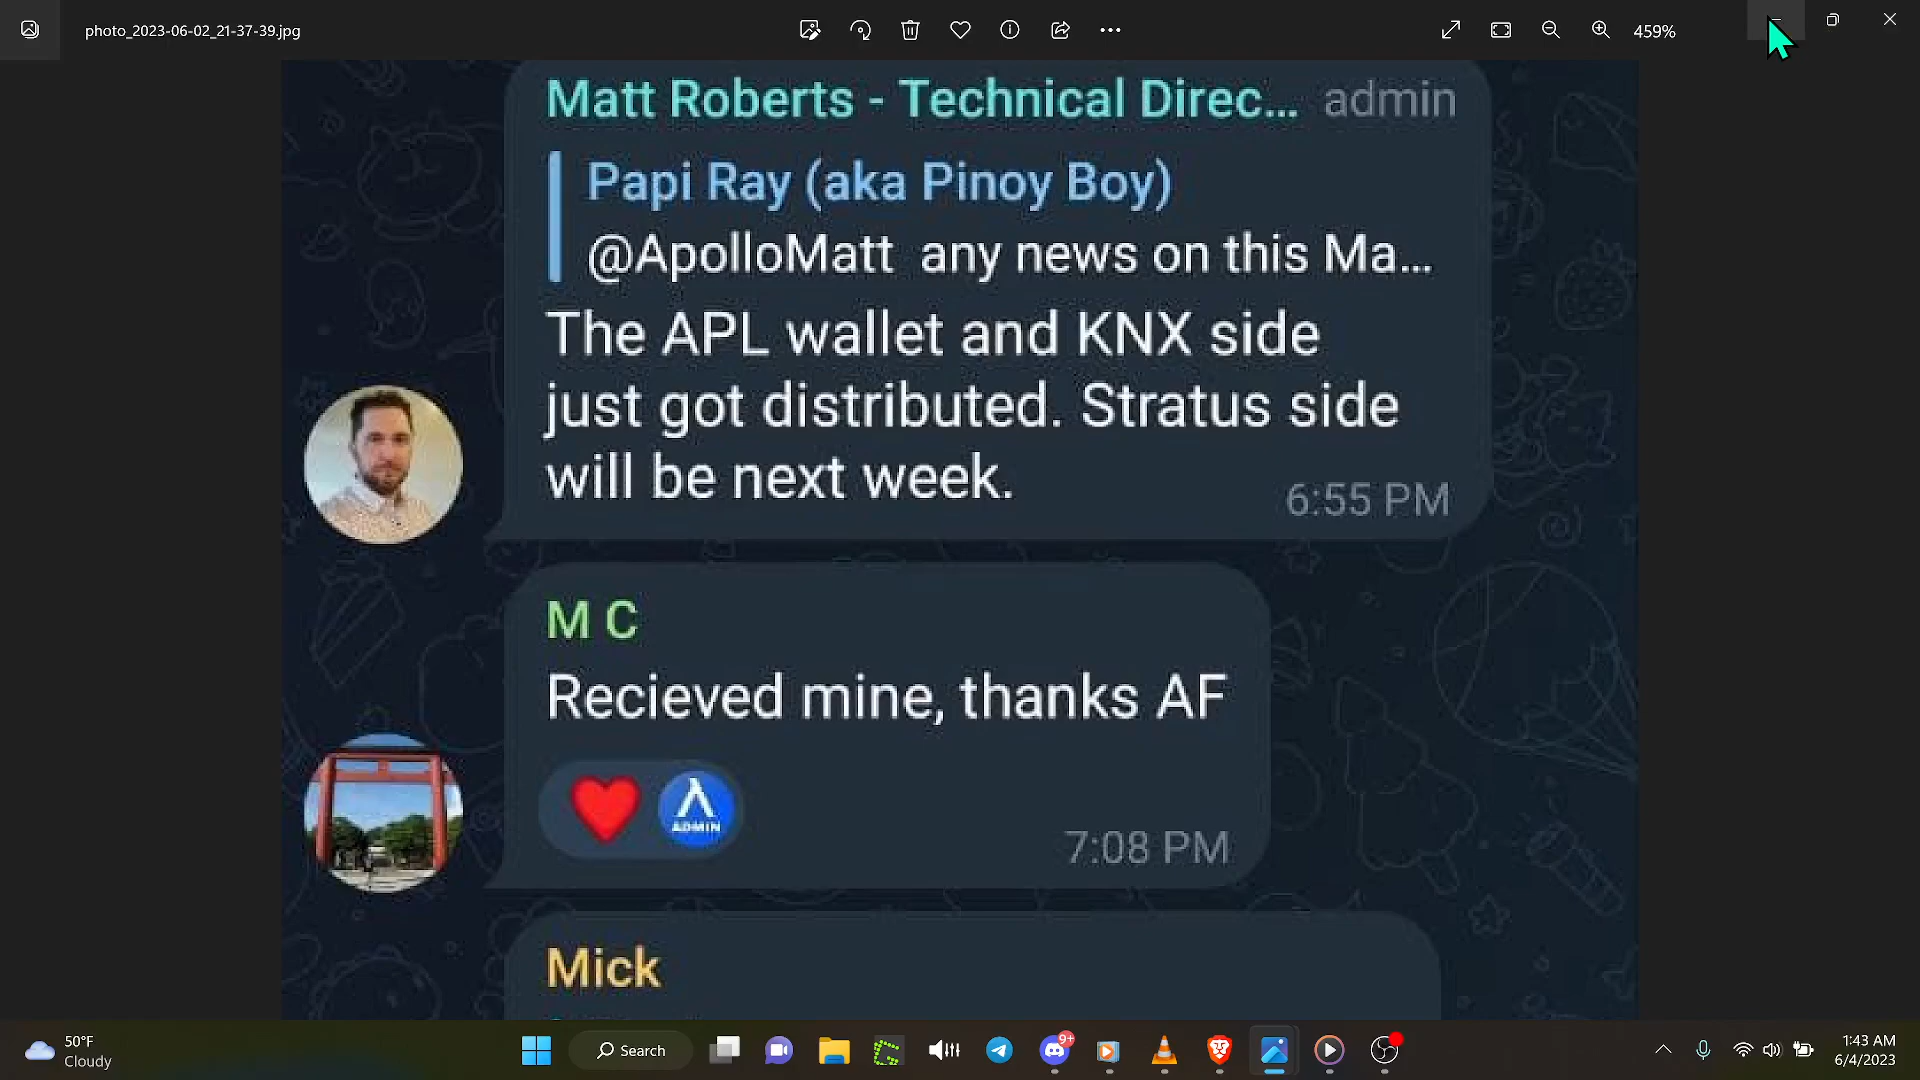 photo_2023-06-02_21-37-39.jpg
459%
Matt Roberts - Technical Direc... admin
Papi Ray (aka Pinoy Boy)
@ApolloMatt any news on this Ma...
The APL wallet and KNX side
just got distributed. Stratus side
will be next week.
6:55 PM
M C
Recieved mine, thanks AF
ADMIN
7:08 PM
Mick
50°F
Cloudy
Search
9+
1:43 AM
6/4/2023